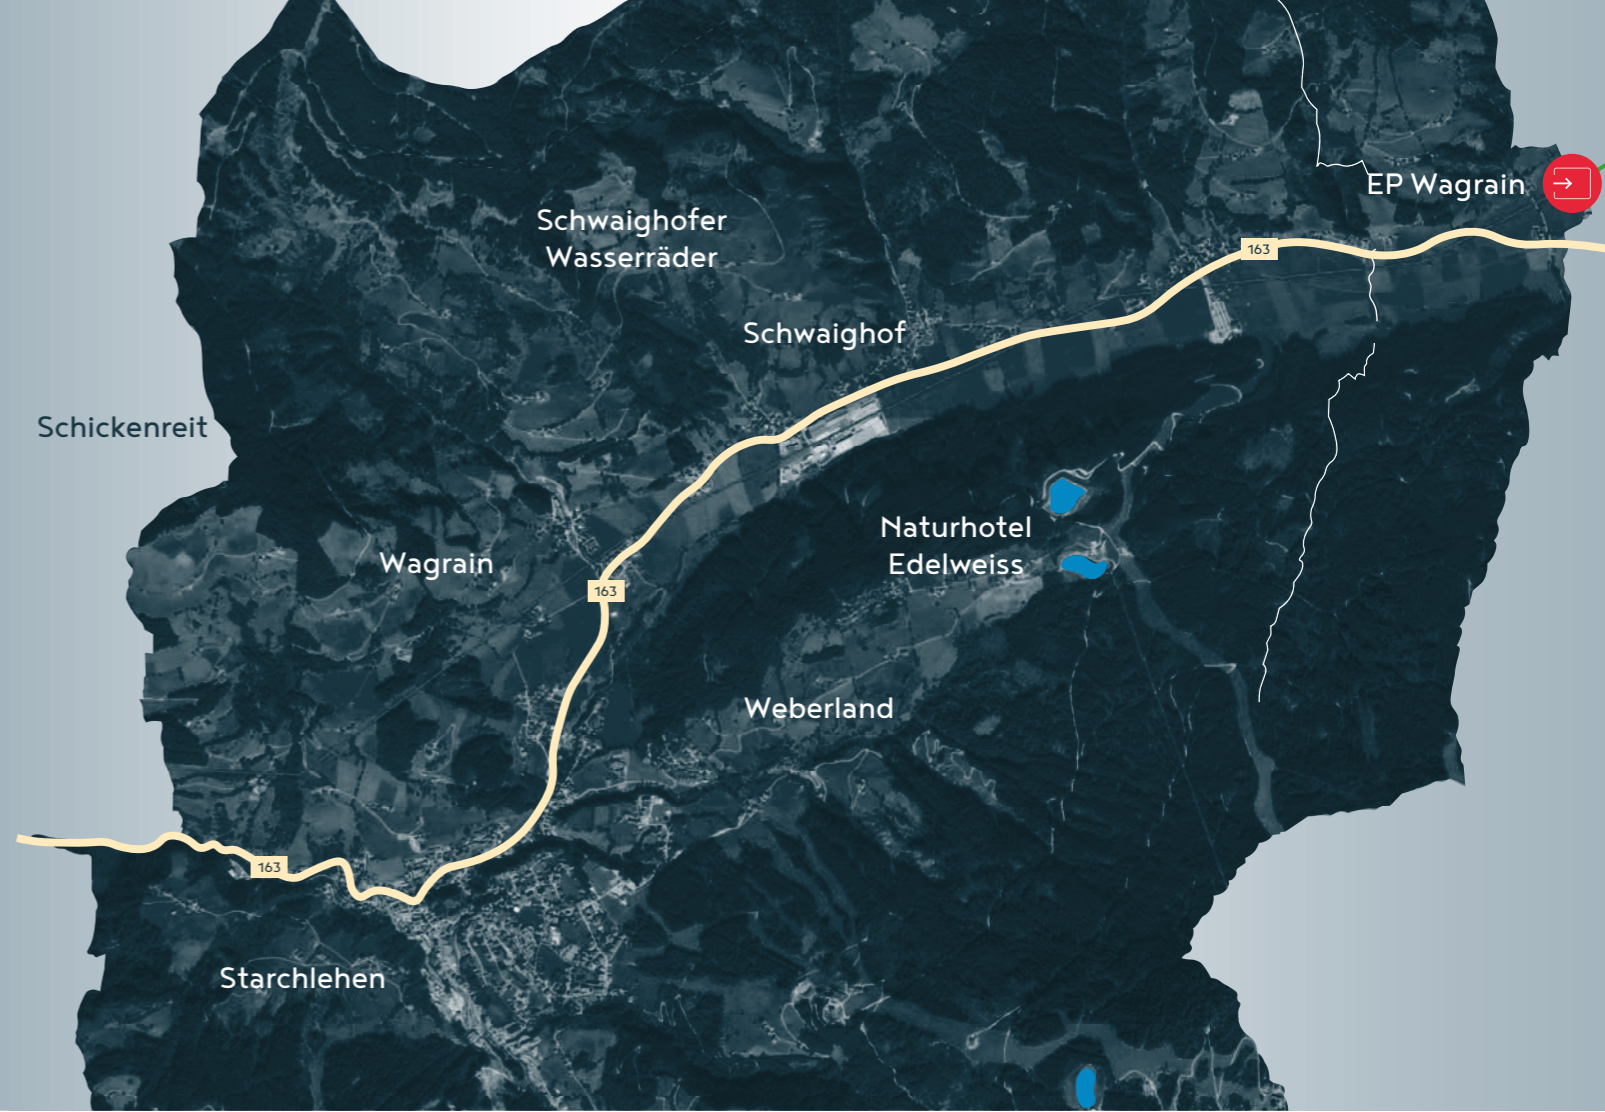 EP Wagrain
Schwaighofer
Wasserräder
163
Schwaighof
Schickenreit
Naturhotel
Edelweiss
Wagrain
163
Weberland
163
Starchlehen